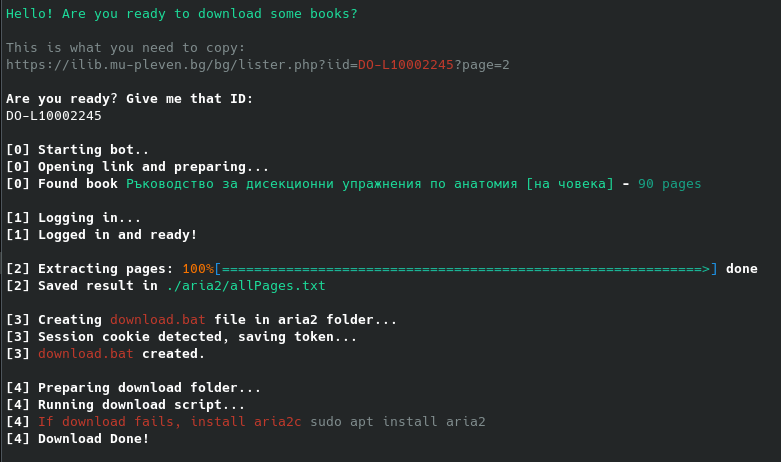 Hello! Are you ready to download some books?
This is what you need to copy:
https://ilib.mu-pleven.bg/bg/lister.php?iid=DO-L10002245?page=2
Are you ready? Give me that ID:
DO-L10002245
[0] Starting bot..
[0] Opening link and preparing...
[0] Found book Ръководство за дисекционни упражнения по анатомия [на човека] - 90 pages
[1] Logging in...
[1] Logged in and ready!
[2] Extracting pages: 100%[============================================================>] done
[2] Saved result in ./aria2/allPages.txt
[3] Creating download.bat file in aria2 folder...
[3] Session cookie detected, saving token...
[3] download.bat created.
[4] Preparing download folder...
[4] Running download script...
[4] If download fails, install aria2c sudo apt install aria2
[4] Download Done!